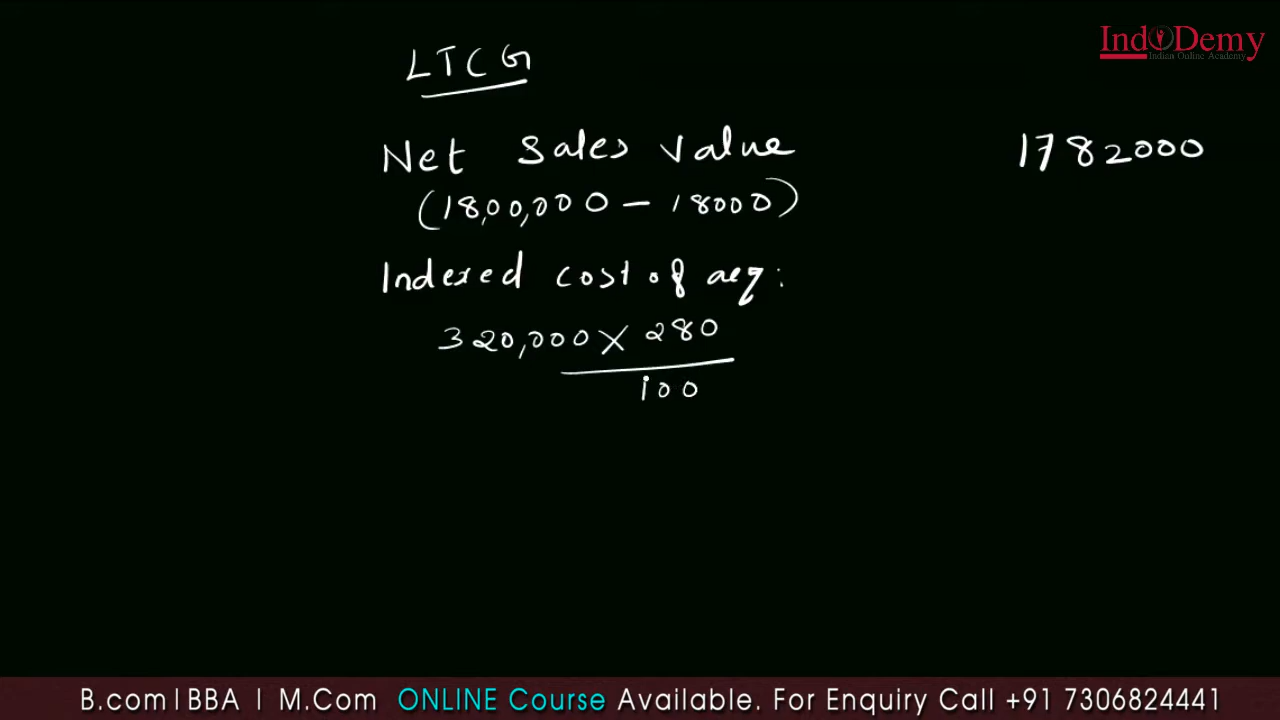 IndoDemy
Indian Online Academy
LTCG
Net Sales Value 1782000
(18,00,000 - 18000)
Indexed cost of acq:
320,000 X 280
100
B.com|BBA | M.Com ONLINE Course Available. For Enquiry Call +91 7306824441